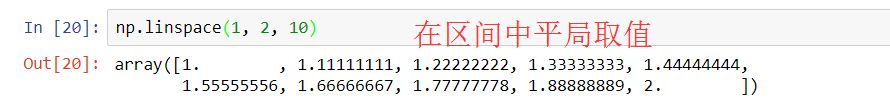 In [20]: np.linspace(1, 2, 10)
在区间中平局取值
Out[20]: array([1.        , 1.11111111, 1.22222222, 1.33333333, 1.44444444,
1.55555556, 1.66666667, 1.77777778, 1.88888889, 2.        ])